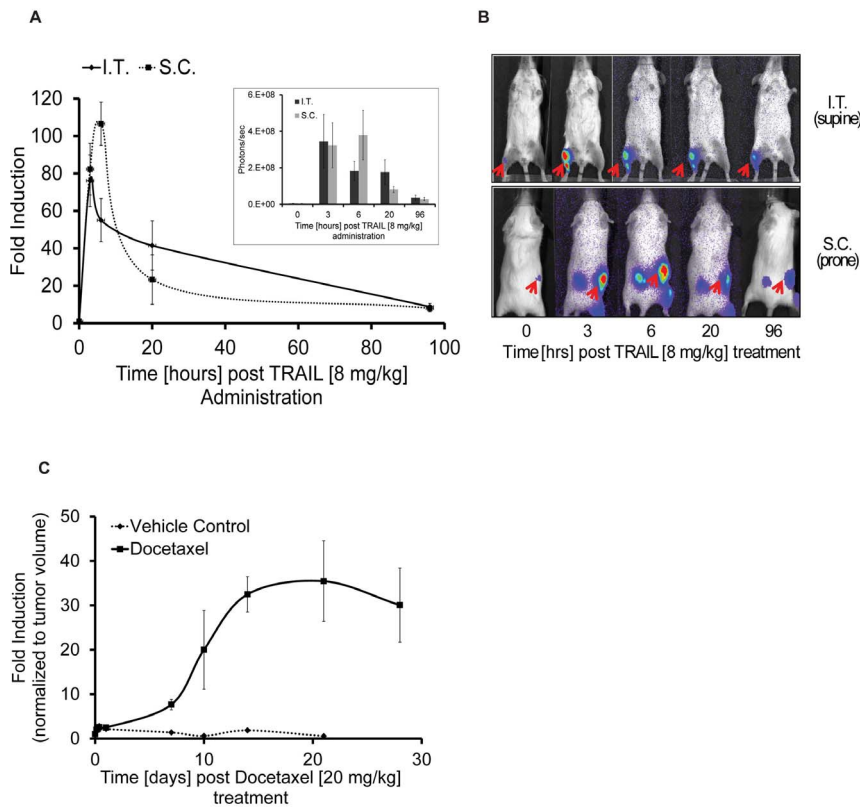 A
I.T. S.C.
120
100
80
60
40
20
0
Fold Induction
0 20 40 60 80 100
Time [hours] post TRAIL [8 mg/kg]
Administration
6.E+08
4.E+08
2.E+08
0.E+00
Photons/sec
I.T.
S.C.
0 3 6 20 96
Time [hours] post TRAIL [8 mg/kg]
administration
B
I.T.
(supine)
S.C.
(prone)
0 3 6 20 96
Time [hrs] post TRAIL [8 mg/kg] treatment
C
50
40
30
20
10
0
Fold Induction
(normalized to tumor volume)
Vehicle Control
Docetaxel
0 10 20 30
Time [days] post Docetaxel [20 mg/kg]
treatment